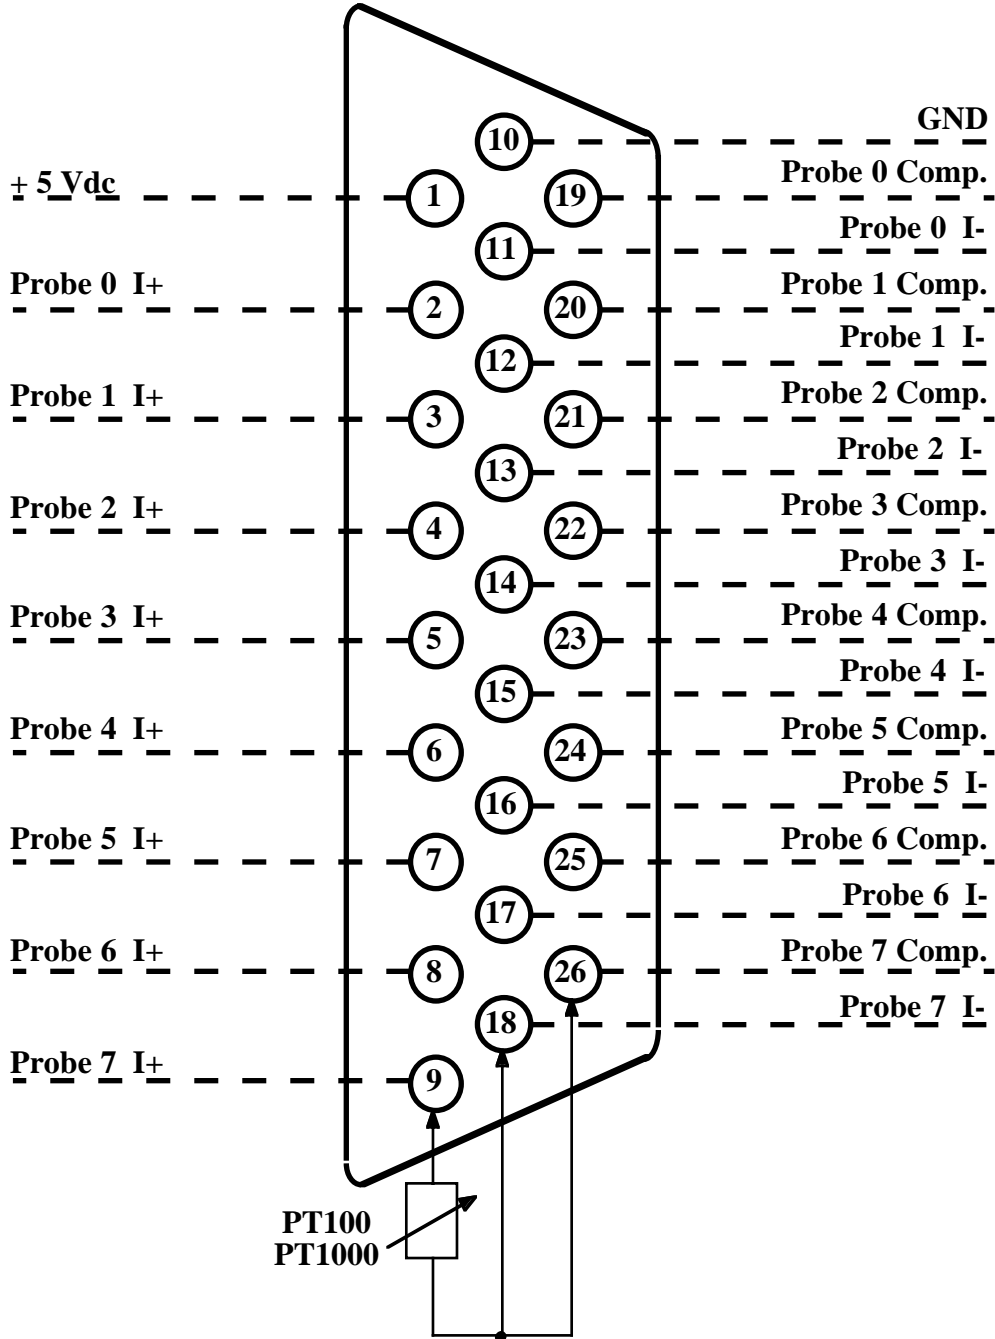 GND
10
Probe 0 Comp.
+ 5 Vdc
1
19
Probe 0 I-
11
Probe 0 I+
Probe 1 Comp.
2
20
Probe 1 I-
12
Probe 1 I+
Probe 2 Comp.
3
21
Probe 2 I-
13
Probe 2 I+
Probe 3 Comp.
4
22
Probe 3 I-
14
Probe 3 I+
Probe 4 Comp.
5
23
Probe 4 I-
15
Probe 4 I+
Probe 5 Comp.
6
24
Probe 5 I-
16
Probe 5 I+
Probe 6 Comp.
7
25
Probe 6 I-
17
Probe 6 I+
Probe 7 Comp.
8
26
Probe 7 I-
18
Probe 7 I+
9
PT100
PT1000